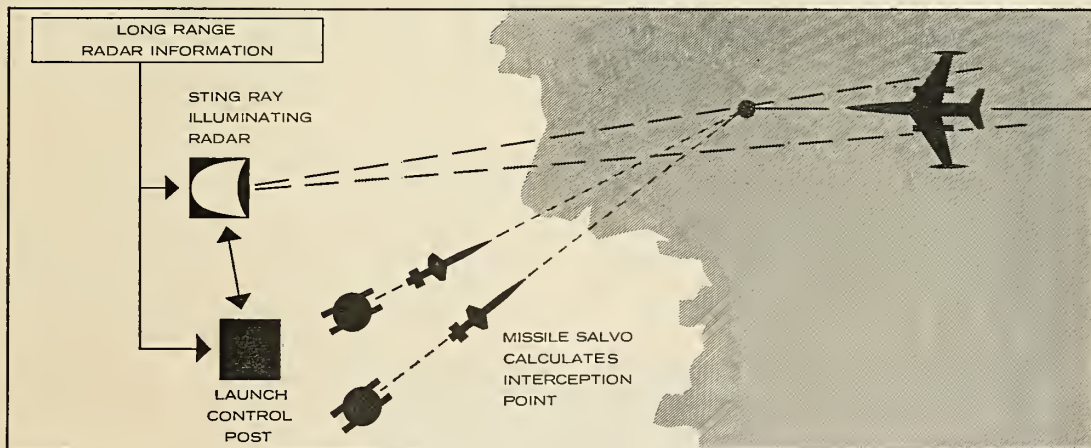 LONG RANGE
RADAR INFORMATION
STING RAY
ILLUMINATING
RADAR
MISSILE SALVO
CALCULATES
INTERCEPTION
POINT
LAUNCH
CONTROL
POST